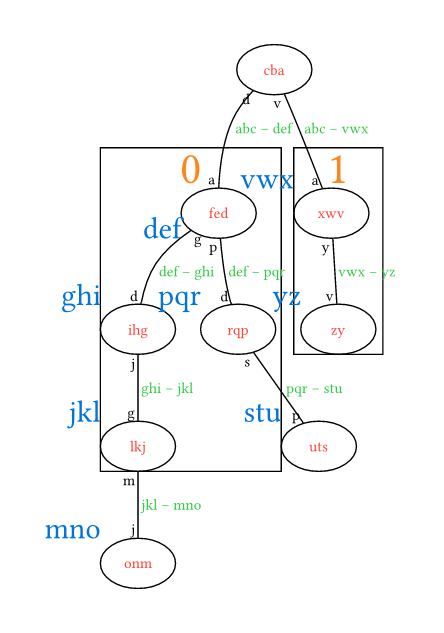 cba
d
v
abc – def
abc – vwx
0
1
a
vwx
a
fed
xwv
def
g
p
y
def – ghi
def – pqr
vwx – yz
ghi
d
pqr
d
yz
v
ihg
rqp
zy
j
s
ghi – jkl
pqr – stu
jkl
g
stu
p
lkj
uts
m
jkl – mno
mno
j
onm